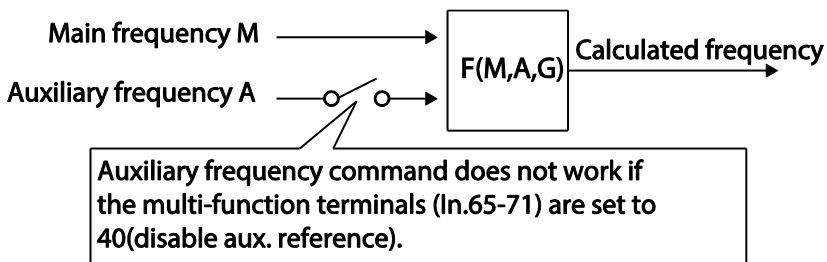 Main frequency M
F(M,A,G)
Calculated frequency
Auxiliary frequency A
Auxiliary frequency command does not work if
the multi-function terminals (In.65-71) are set to
40(disable aux. reference).